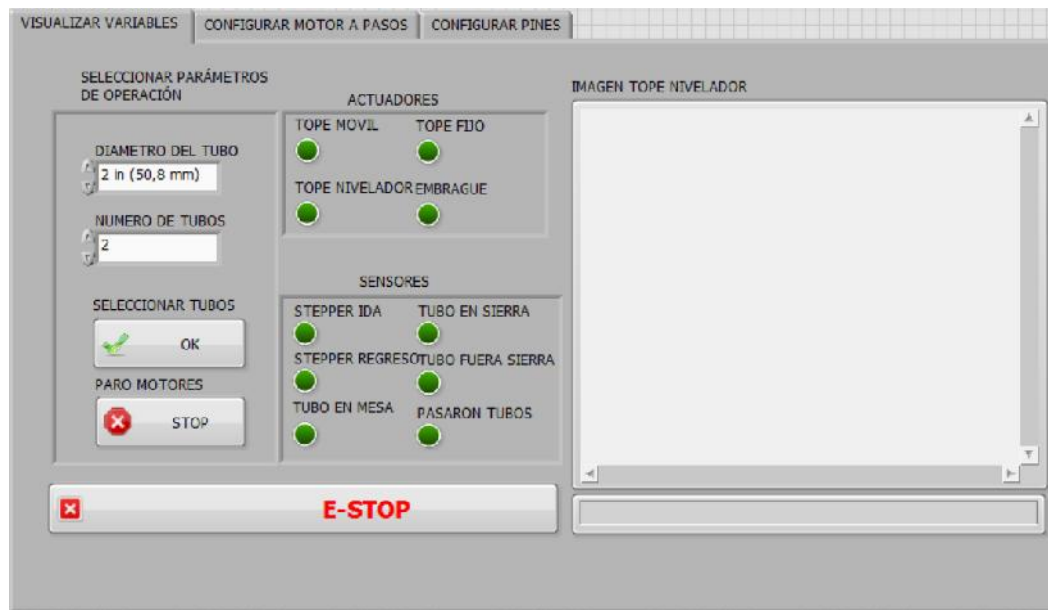 VISUALIZAR VARIABLES
CONFIGURAR MOTOR A PASOS
CONFIGURAR PINES
SELECCIONAR PARÁMETROS
DE OPERACIÓN
DIAMETRO DEL TUBO
2 in (50,8 mm)
NUMERO DE TUBOS
2
SELECCIONAR TUBOS
OK
PARO MOTORES
STOP
ACTUADORES
TOPE MOVIL
TOPE FIJO
TOPE NIVELADOR
EMBRAGUE
SENSORES
STEPPER IDA
TUBO EN SIERRA
STEPPER REGRESO
TUBO FUERA SIERRA
TUBO EN MESA
PASARON TUBOS
E-STOP
IMAGEN TOPE NIVELADOR